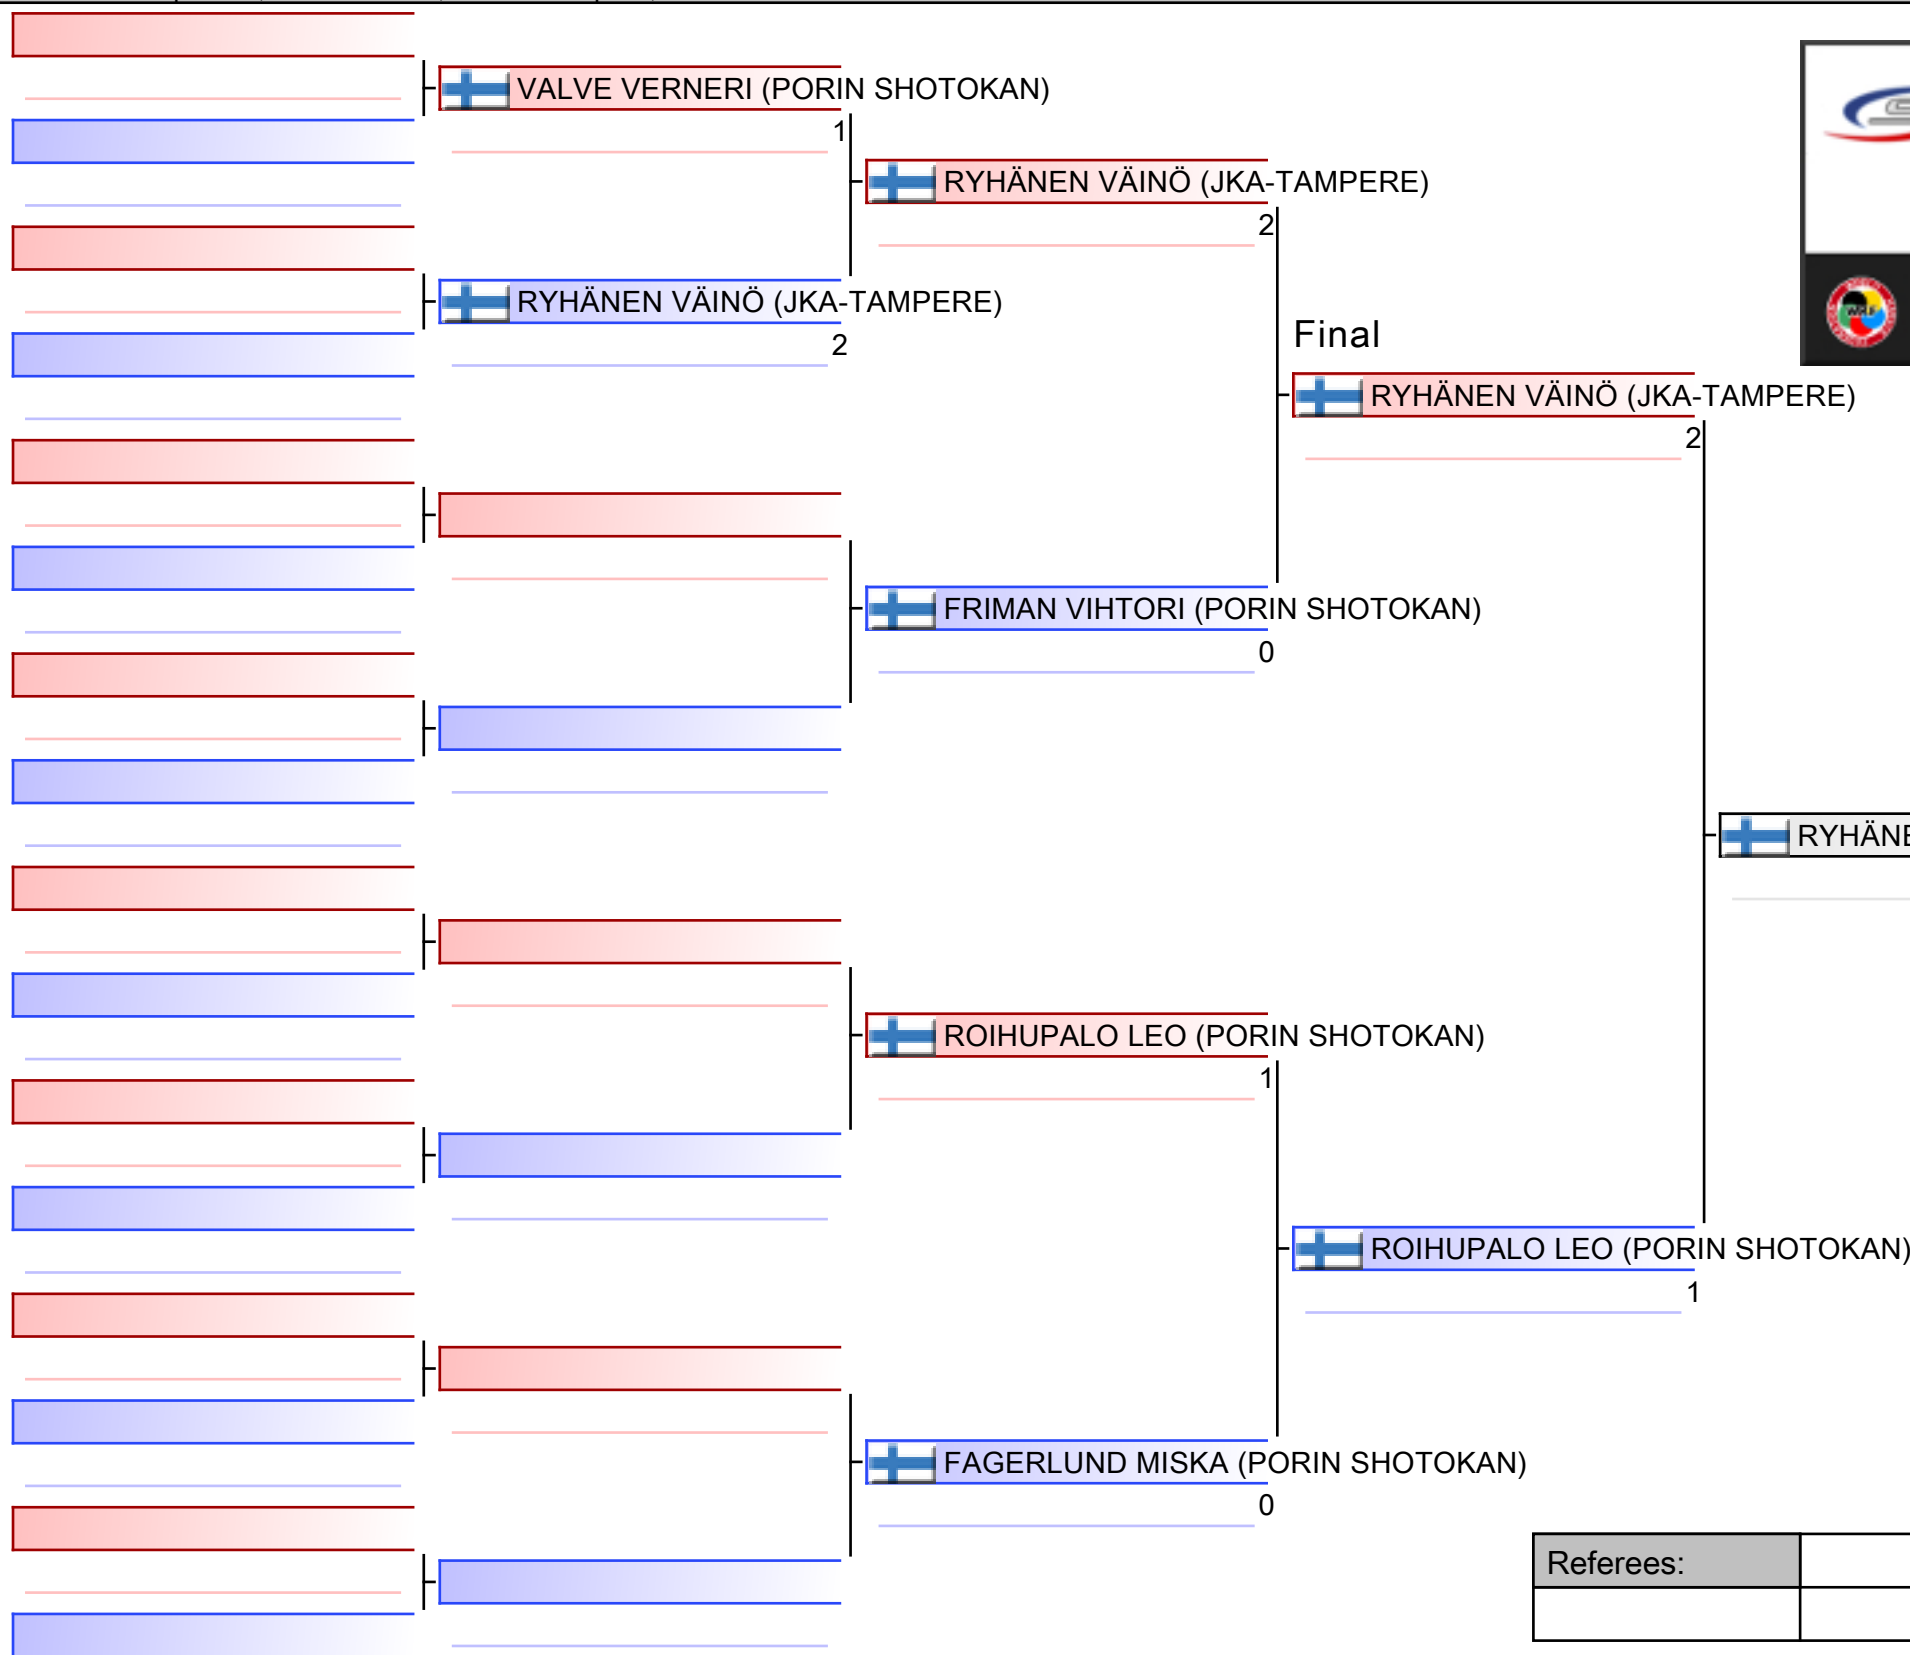 VALVE VERNERI (PORIN SHOTOKAN)
1
RYHÄNEN VÄINÖ (JKA-TAMPERE)
2
RYHÄNEN VÄINÖ (JKA-TAMPERE)
2
Final
RYHÄNEN VÄINÖ (JKA-TAMPERE)
2
FRIMAN VIHTORI (PORIN SHOTOKAN)
0
RYHÄNE
ROIHUPALO LEO (PORIN SHOTOKAN)
1
ROIHUPALO LEO (PORIN SHOTOKAN)
1
FAGERLUND MISKA (PORIN SHOTOKAN)
0
Referees: